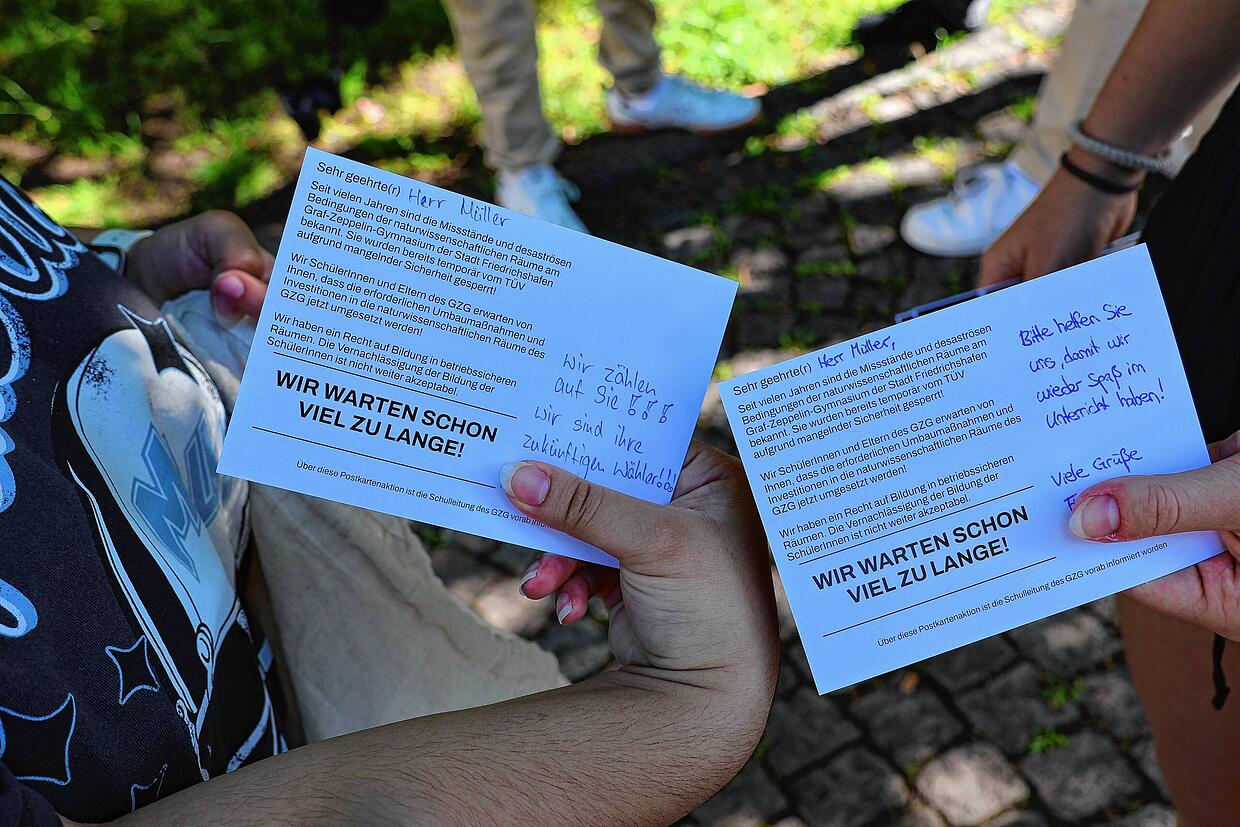 Sehr geehrte(r) Herr Müller
Seit vielen Jahren sind die Missstände und desaströsen
Bedingungen der naturwissenschaftlichen Räume am
Graf-Zeppelin-Gymnasium der Stadt Friedrichshafen
bekannt. Sie wurden bereits temporär vom TÜV
aufgrund mangelnder Sicherheit gesperrt!
Wir SchülerInnen und Eltern des GZG erwarten von
Ihnen, dass die erforderlichen Umbaumaßnahmen und
Investitionen in die naturwissenschaftlichen Räume des
GZG jetzt umgesetzt werden!
Wir haben ein Recht auf Bildung in betriebssicheren
Räumen. Die Vernachlässigung der Bildung der
SchülerInnen ist nicht weiter akzeptabel.
WIR WARTEN SCHON
VIEL ZU LANGE!
Über diese Postkartenaktion ist die Schulleitung des GZG vorab
Wir zählen
auf Sie!!!
Wir sind ihre
zukünftigen Wähler!!!
Sehr geehrte(r) Herr Müller,
Seit vielen Jahren sind die Missstände und desaströsen
Bedingungen der naturwissenschaftlichen Räume am
Graf-Zeppelin-Gymnasium der Stadt Friedrichshafen
bekannt. Sie wurden bereits temporär vom TÜV
aufgrund mangelnder Sicherheit gesperrt!
Wir SchülerInnen und Eltern des GZG erwarten von
Ihnen, dass die erforderlichen Umbaumaßnahmen und
Investitionen in die naturwissenschaftlichen Räume des
GZG jetzt umgesetzt werden!
Wir haben ein Recht auf Bildung in betriebssicheren
Räumen. Die Vernachlässigung der Bildung der
SchülerInnen ist nicht weiter akzeptabel.
WIR WARTEN SCHON
VIEL ZU LANGE!
Über diese Postkartenaktion ist die Schulleitung des GZG vorab informiert worden
Bitte helfen Sie
uns, damit wir
wieder Spaß im
Unterricht haben!
Viele Grüße